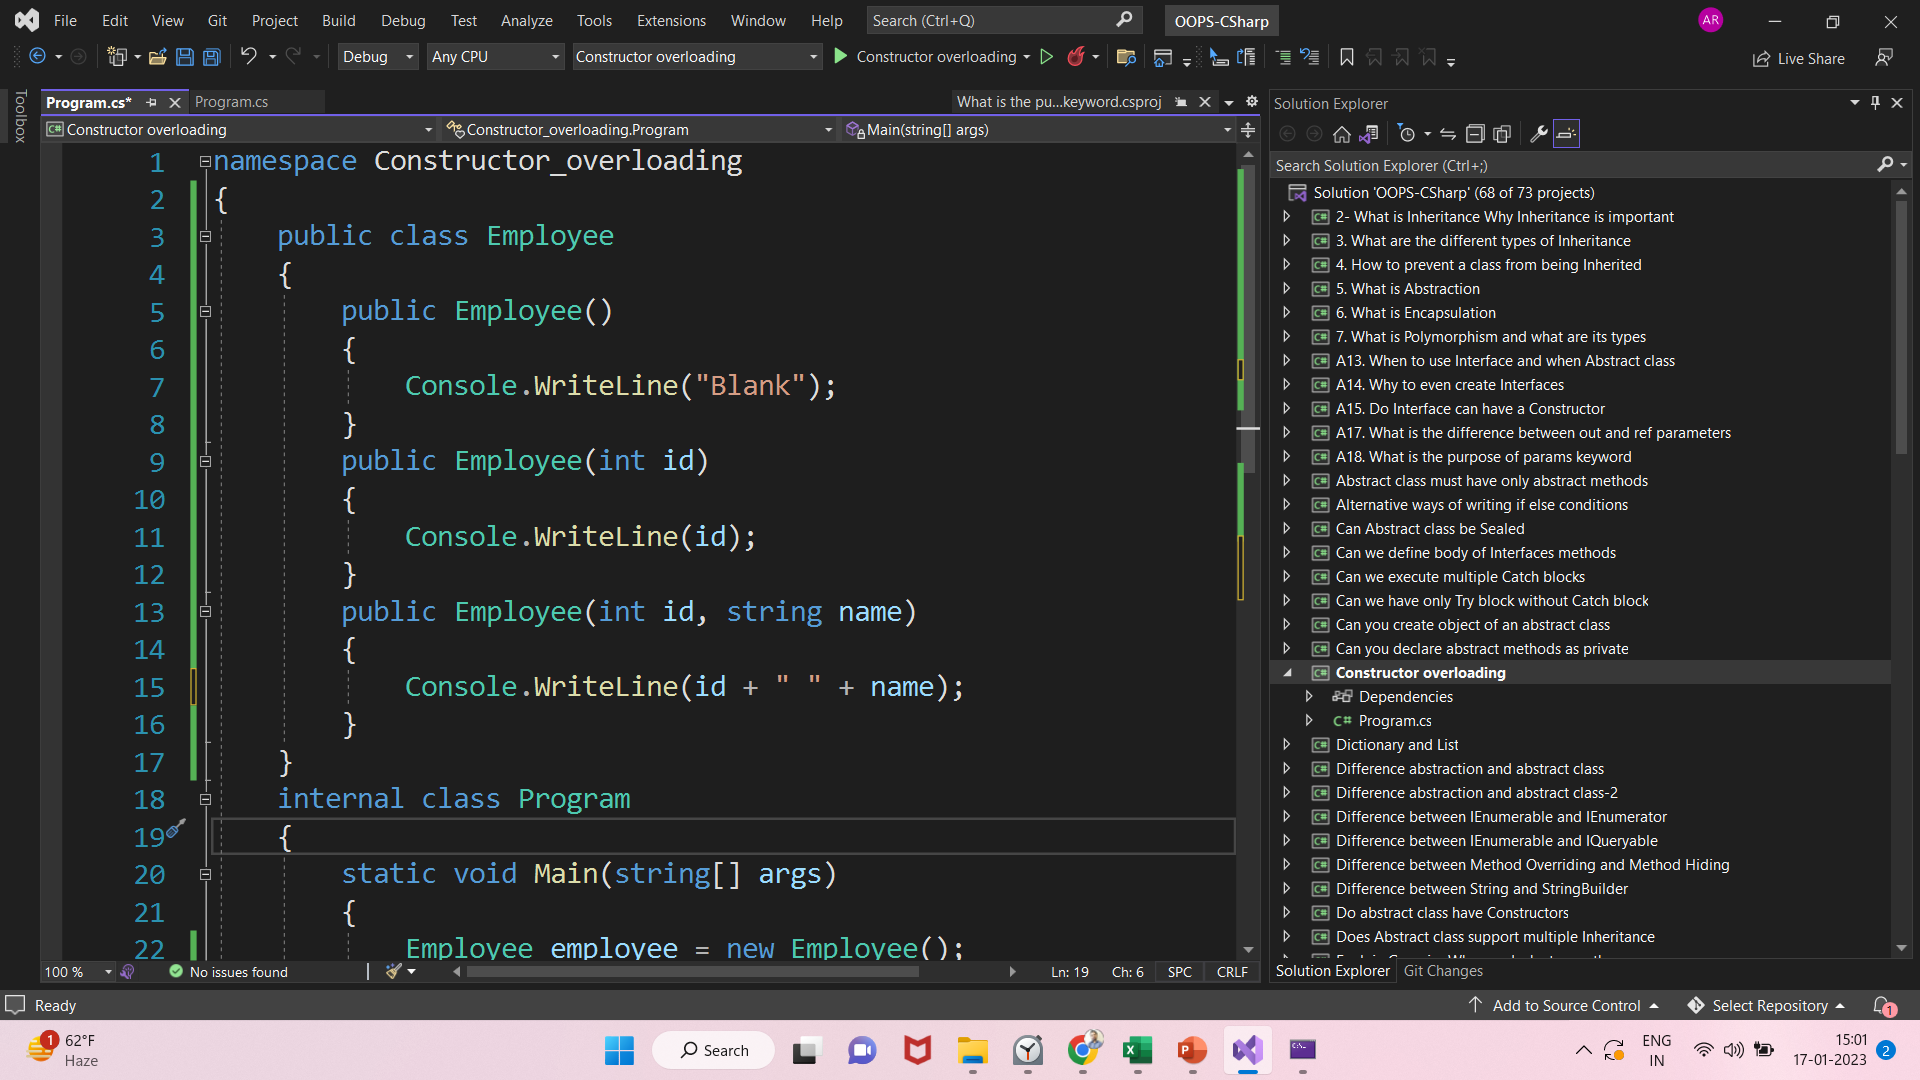 File Edit View Git Project Build Debug Test Analyze Tools Extensions Window Help Search (Ctrl+Q) OOPS-CSharp AR
Debug Any CPU Constructor overloading Constructor overloading Live Share
Toolbox
Program.cs* Program.cs What is the pu...keyword.csproj
Constructor overloading Constructor_overloading.Program Main(string[] args)
1 namespace Constructor_overloading
2 {
3 public class Employee
4 {
5 public Employee()
6 {
7 Console.WriteLine("Blank");
8 }
9 public Employee(int id)
10 {
11 Console.WriteLine(id);
12 }
13 public Employee(int id, string name)
14 {
15 Console.WriteLine(id + " " + name);
16 }
17 }
18 internal class Program
19 {
20 static void Main(string[] args)
21 {
22 Employee employee = new Employee();
100 % No issues found Ln: 19 Ch: 6 SPC CRLF
Solution Explorer
Search Solution Explorer (Ctrl+;)
Solution 'OOPS-CSharp' (68 of 73 projects)
C# 2- What is Inheritance Why Inheritance is important
C# 3. What are the different types of Inheritance
C# 4. How to prevent a class from being Inherited
C# 5. What is Abstraction
C# 6. What is Encapsulation
C# 7. What is Polymorphism and what are its types
C# A13. When to use Interface and when Abstract class
C# A14. Why to even create Interfaces
C# A15. Do Interface can have a Constructor
C# A17. What is the difference between out and ref parameters
C# A18. What is the purpose of params keyword
C# Abstract class must have only abstract methods
C# Alternative ways of writing if else conditions
C# Can Abstract class be Sealed
C# Can we define body of Interfaces methods
C# Can we execute multiple Catch blocks
C# Can we have only Try block without Catch block
C# Can you create object of an abstract class
C# Can you declare abstract methods as private
C# Constructor overloading
Dependencies
C# Program.cs
C# Dictionary and List
C# Difference abstraction and abstract class
C# Difference abstraction and abstract class-2
C# Difference between IEnumerable and IEnumerator
C# Difference between IEnumerable and IQueryable
C# Difference between Method Overriding and Method Hiding
C# Difference between String and StringBuilder
C# Do abstract class have Constructors
C# Does Abstract class support multiple Inheritance
Solution Explorer Git Changes
Ready Add to Source Control Select Repository 1
1 62°F
Haze
Search
ENG
IN
15:01
17-01-2023
2